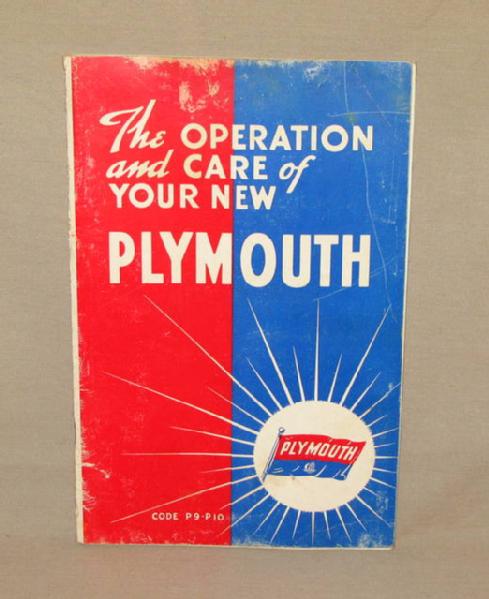 The OPERATION
and CARE of
YOUR NEW
PLYMOUTH
PLYMOUTH
CODE P9-P10